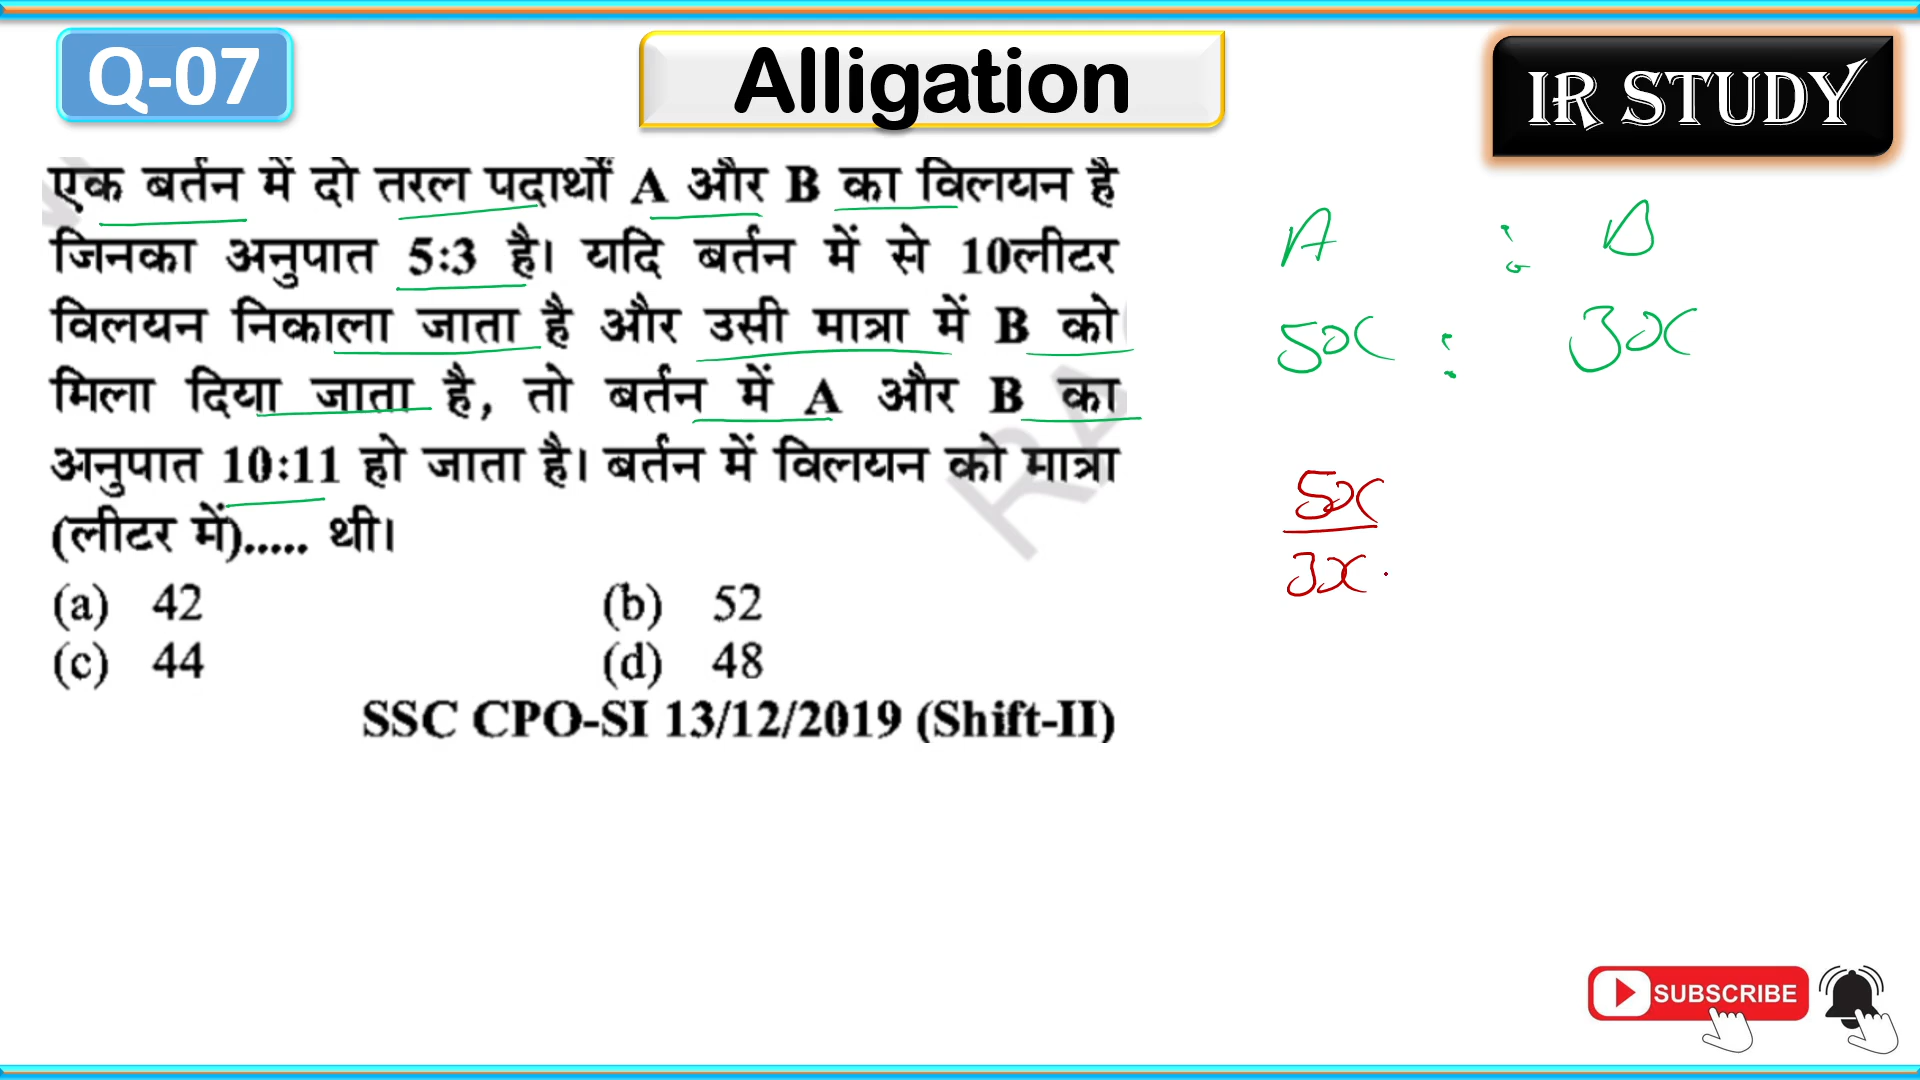 Q-07
Alligation
IR STUDY
एक बर्तन में दो तरल पदार्थों A और B का विलयन है
जिनका अनुपात 5:3 है। यदि बर्तन में से 10लीटर
विलयन निकाला जाता है और उसी मात्रा में B को
मिला दिया जाता है, तो बर्तन में A और B का
अनुपात 10:11 हो जाता है। बर्तन में विलयन को मात्रा
(लीटर में)..... थी।
(a) 42 (b) 52
(c) 44 (d) 48
SSC CPO-SI 13/12/2019 (Shift-II)
A : B
5x : 3x
5x
3x
RA
SUBSCRIBE